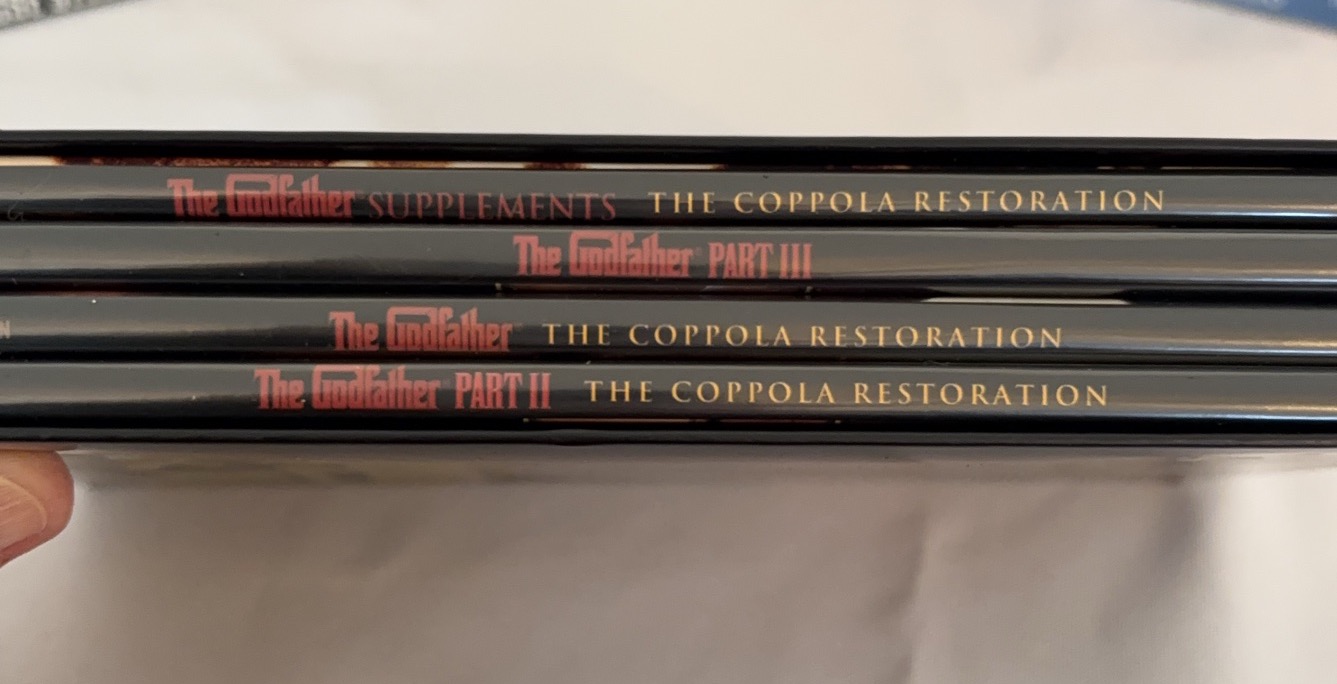 The Godfather SUPPLEMENTS THE COPPOLA RESTORATION
The Godfather PART III
The Godfather THE COPPOLA RESTORATION
The Godfather PART II THE COPPOLA RESTORATION